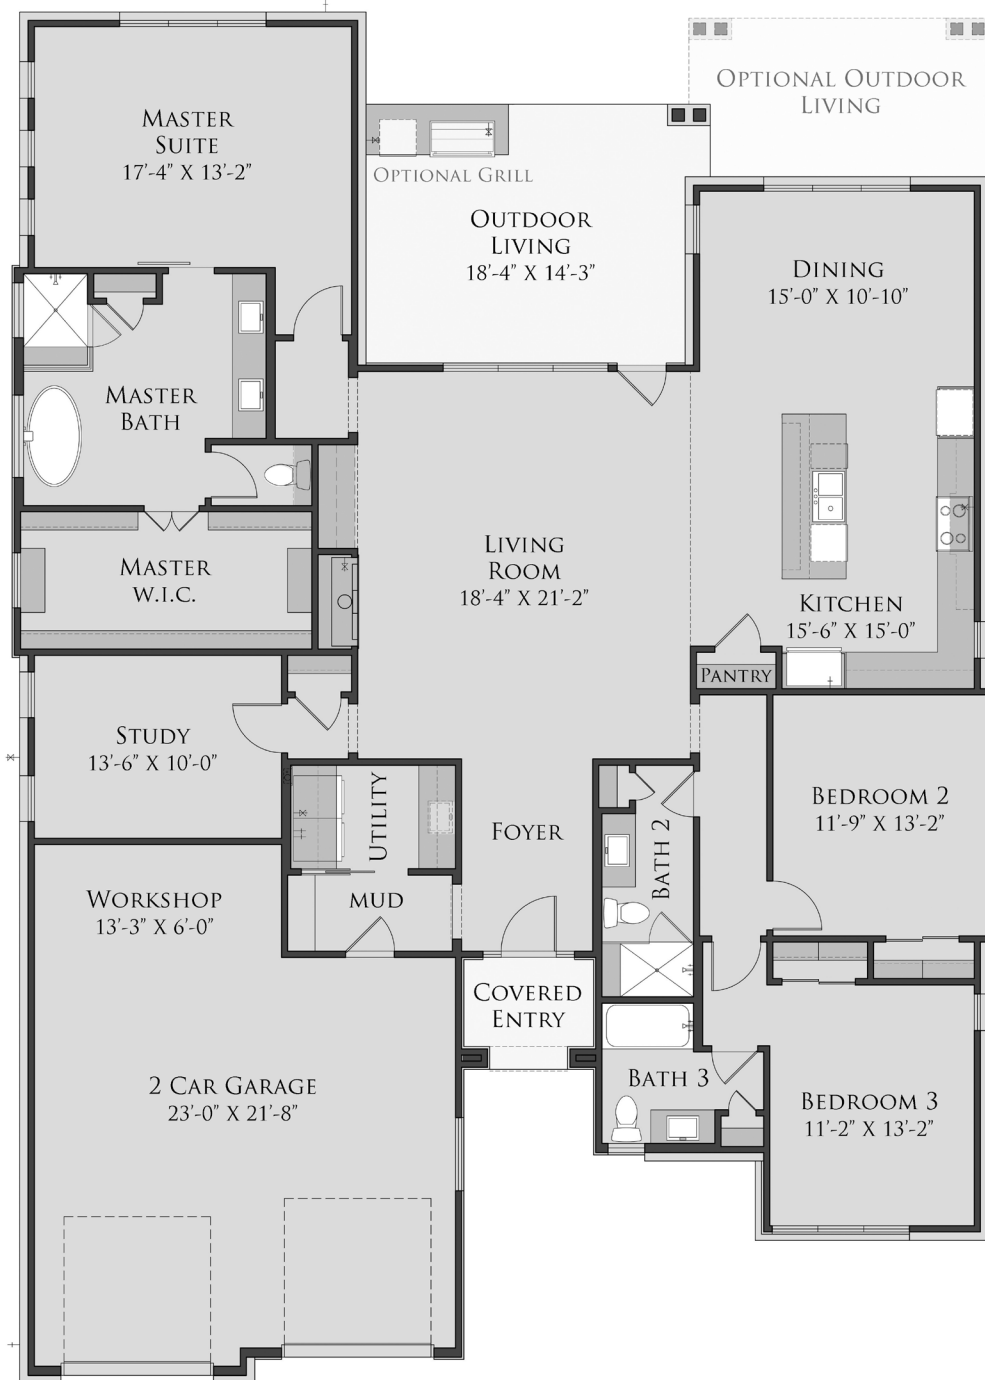 MASTER
SUITE
17'-4" X 13'-2"
OPTIONAL OUTDOOR
LIVING
OPTIONAL GRILL
OUTDOOR
LIVING
18'-4" X 14'-3"
DINING
15'-0" X 10'-10"
MASTER
BATH
LIVING
ROOM
18'-4" X 21'-2"
MASTER
W.I.C.
KITCHEN
15'-6" X 15'-0"
PANTRY
STUDY
13'-6" X 10'-0"
UTILITY
FOYER
BATH 2
BEDROOM 2
11'-9" X 13'-2"
WORKSHOP
13'-3" X 6'-0"
MUD
COVERED
ENTRY
2 CAR GARAGE
23'-0" X 21'-8"
BATH 3
BEDROOM 3
11'-2" X 13'-2"